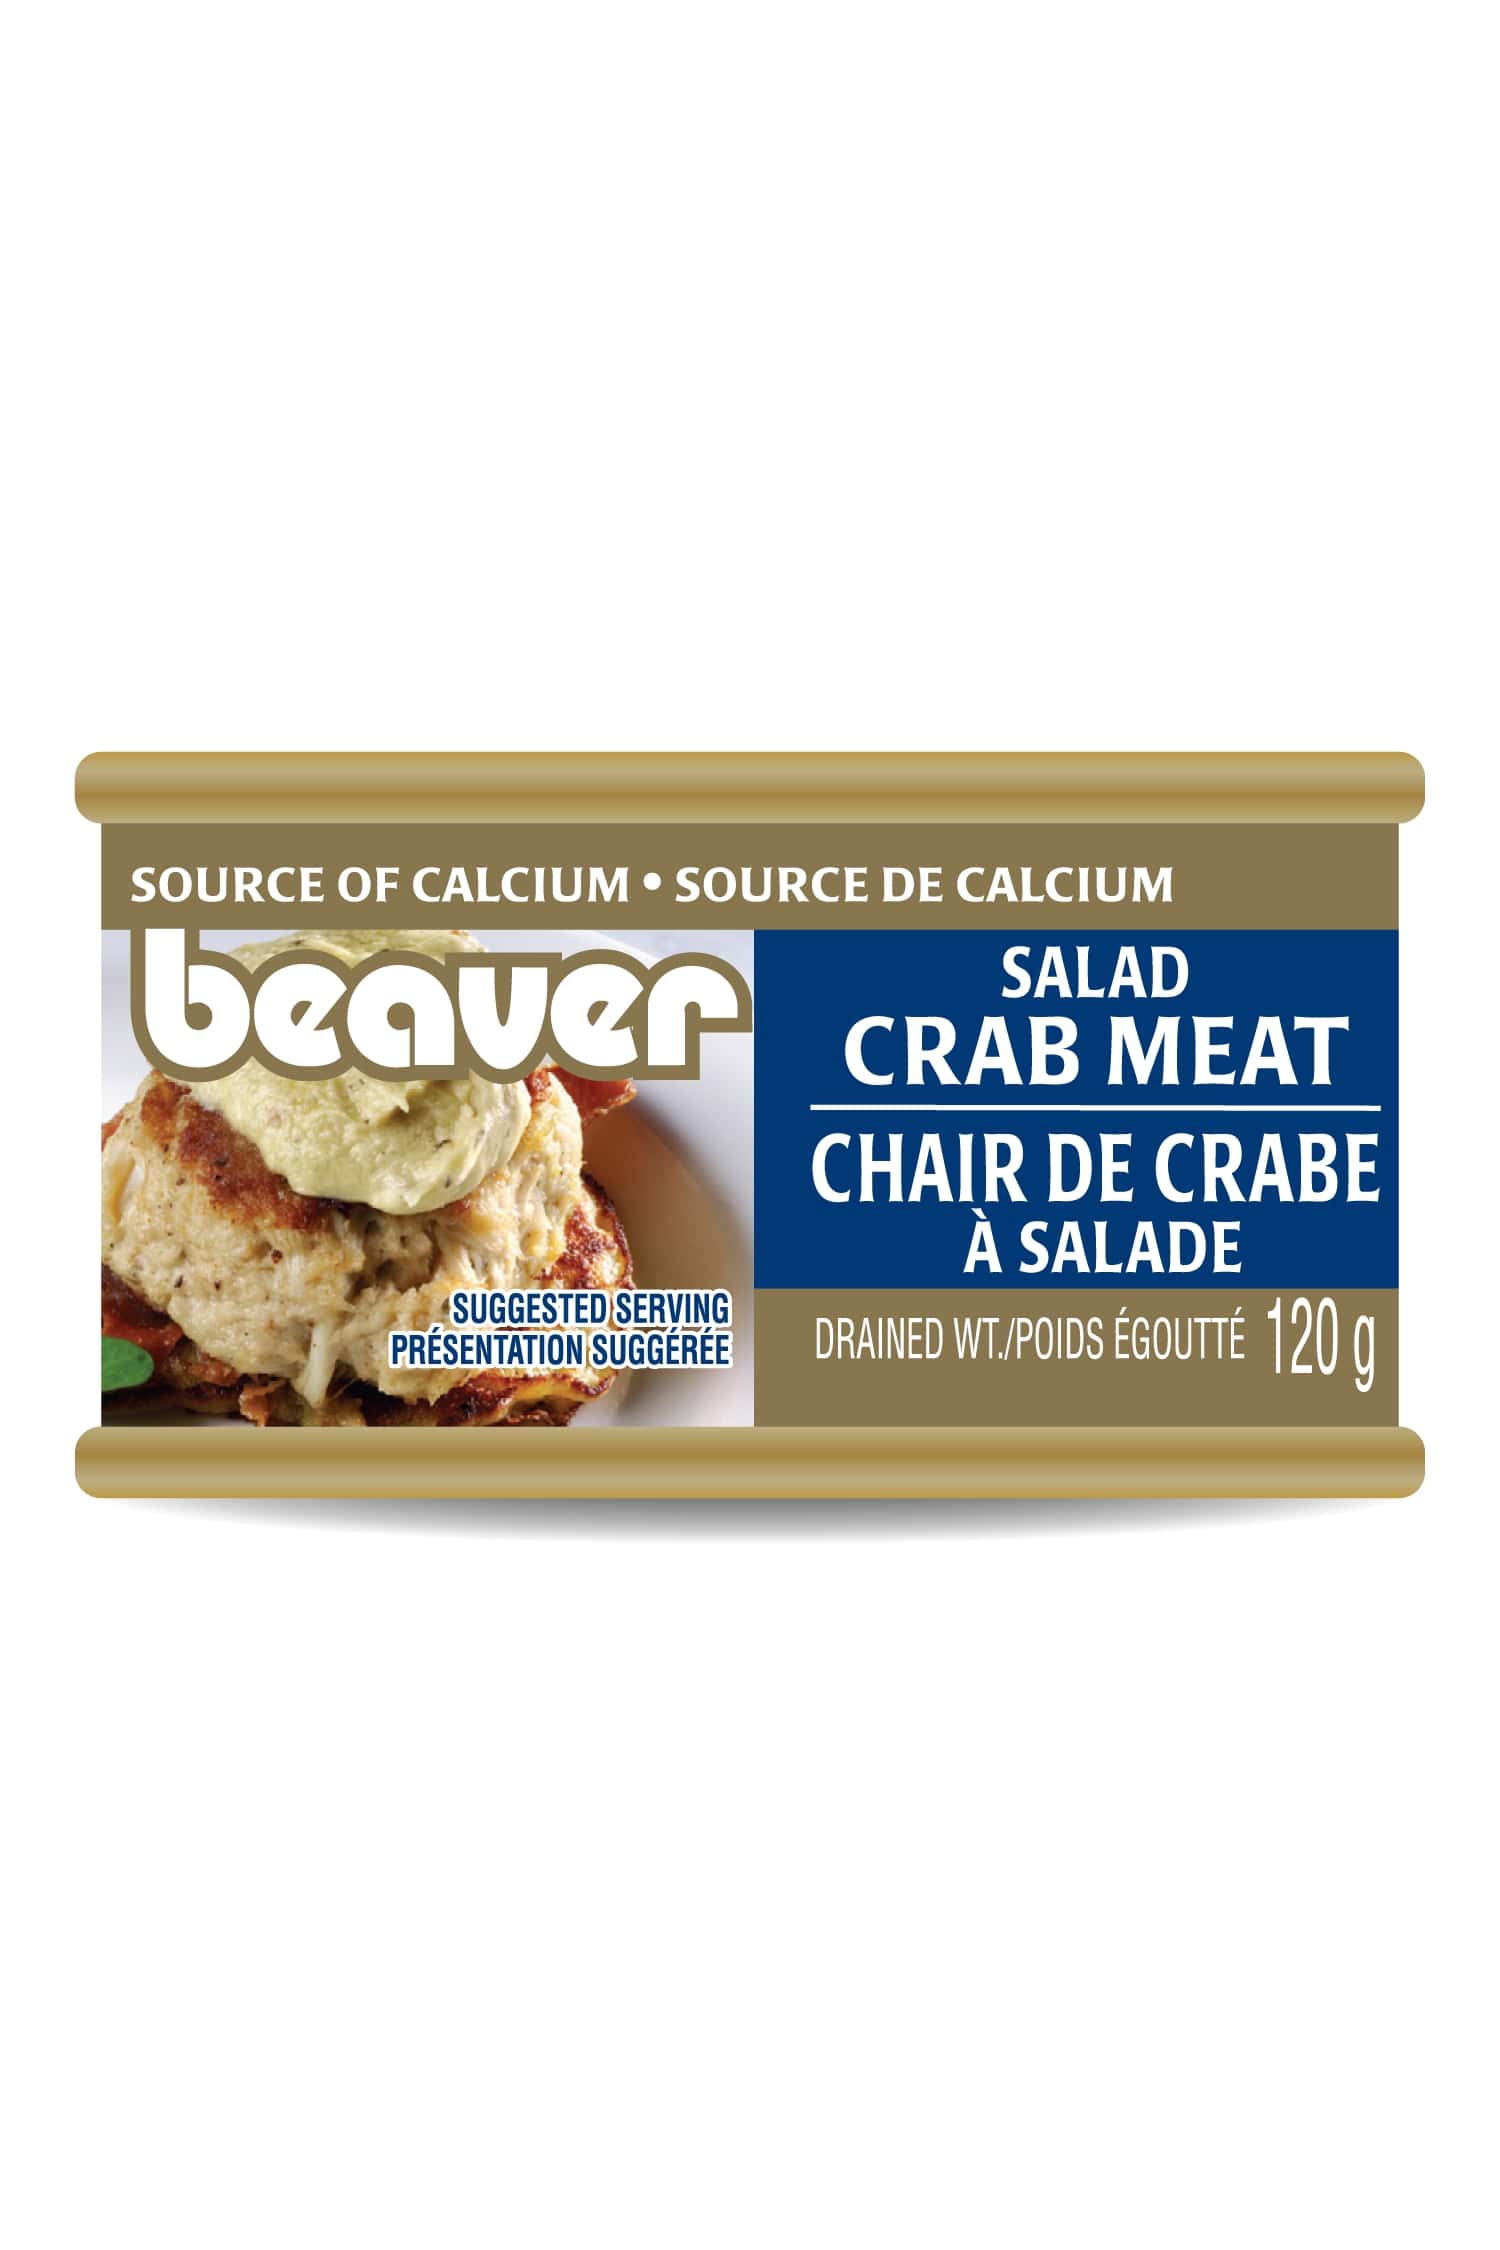 SOURCE OF CALCIUM • SOURCE DE CALCIUM
beaver
SALAD
CRAB MEAT
CHAIR DE CRABE
À SALADE
SUGGESTED SERVING
PRÉSENTATION SUGGÉRÉE
DRAINED WT./POIDS ÉGOUTTÉ 120 g